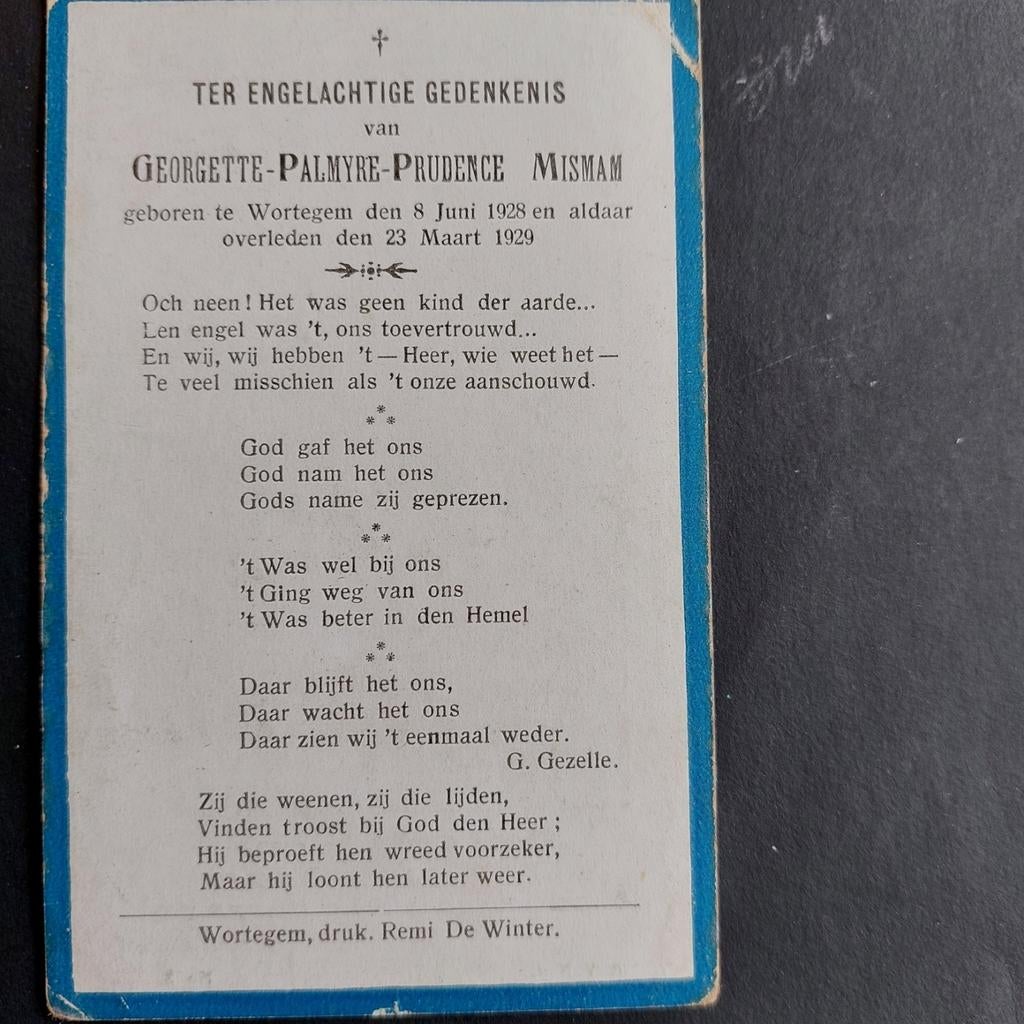 TER ENGELACHTIGE GEDENKENIS
van
GEORGETTE-PALMYRE-PRUDENCE MISMAM
geboren te Wortegem den 8 Juni 1928 en aldaar
overleden den 23 Maart 1929
Och neen! Het was geen kind der aarde...
Len engel was 't, ons toevertrouwd...
En wij, wij hebben 't — Heer, wie weet het —
Te veel misschien als 't onze aanschouwd.
God gaf het ons
God nam het ons
Gods name zij geprezen.
't Was wel bij ons
't Ging weg van ons
't Was beter in den Hemel
Daar blijft het ons,
Daar wacht het ons
Daar zien wij 't eenmaal weder.
G. Gezelle.
Zij die weenen, zij die lijden,
Vinden troost bij God den Heer;
Hij beproeft hen wreed voorzeker,
Maar hij loont hen later weer.
Wortegem, druk. Remi De Winter.